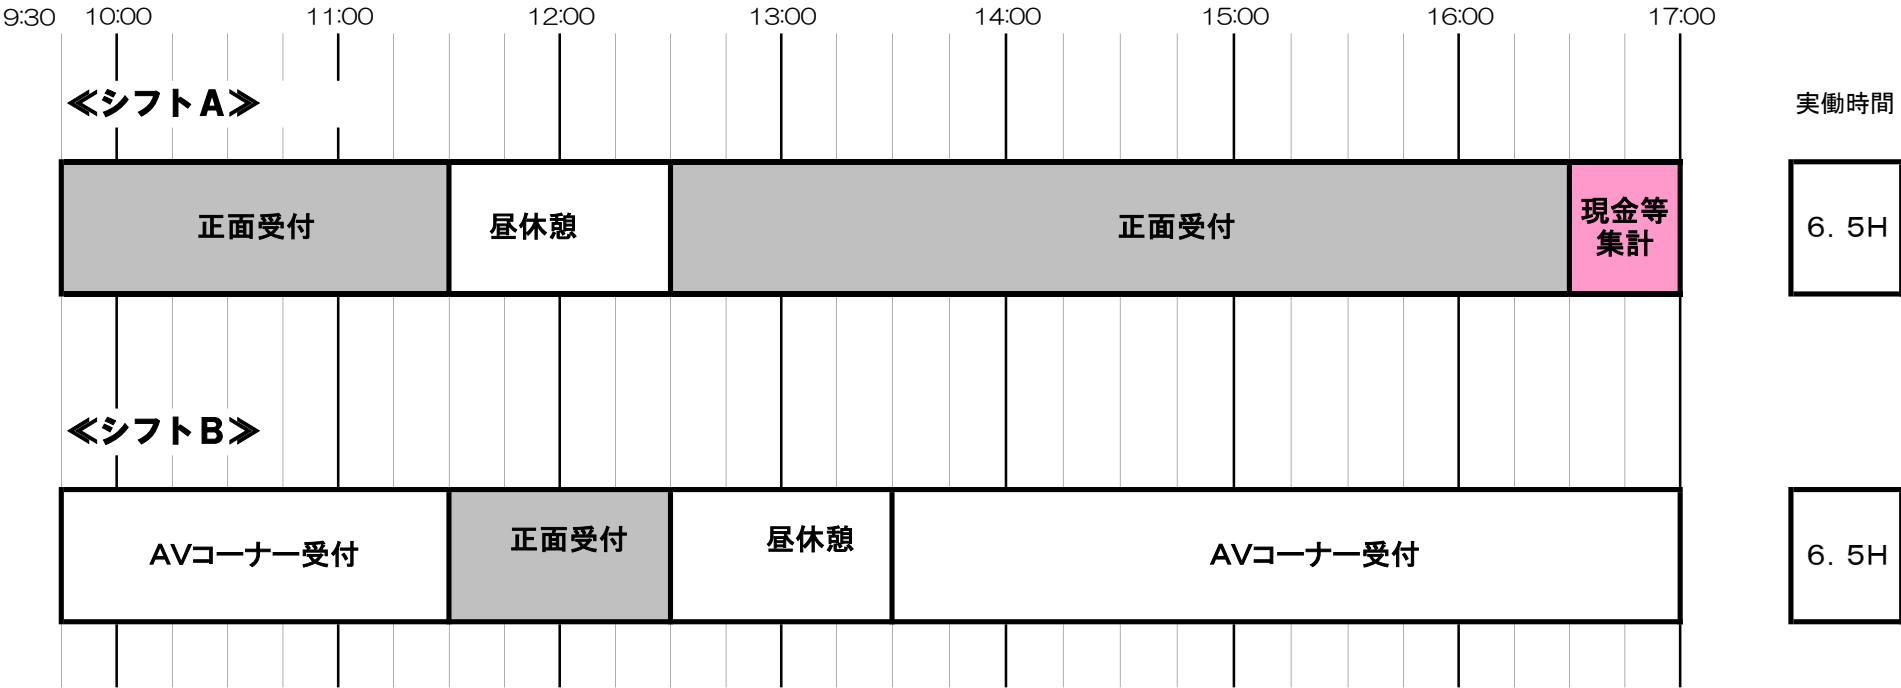 9:30 10:00 11:00 12:00 13:00 14:00 15:00 16:00 17:00
≪シフトA≫
実働時間
正面受付 昼休憩 正面受付 現金等
集計
6．5H
≪シフトB≫
AVコーナー受付 正面受付 昼休憩 AVコーナー受付 6．5H